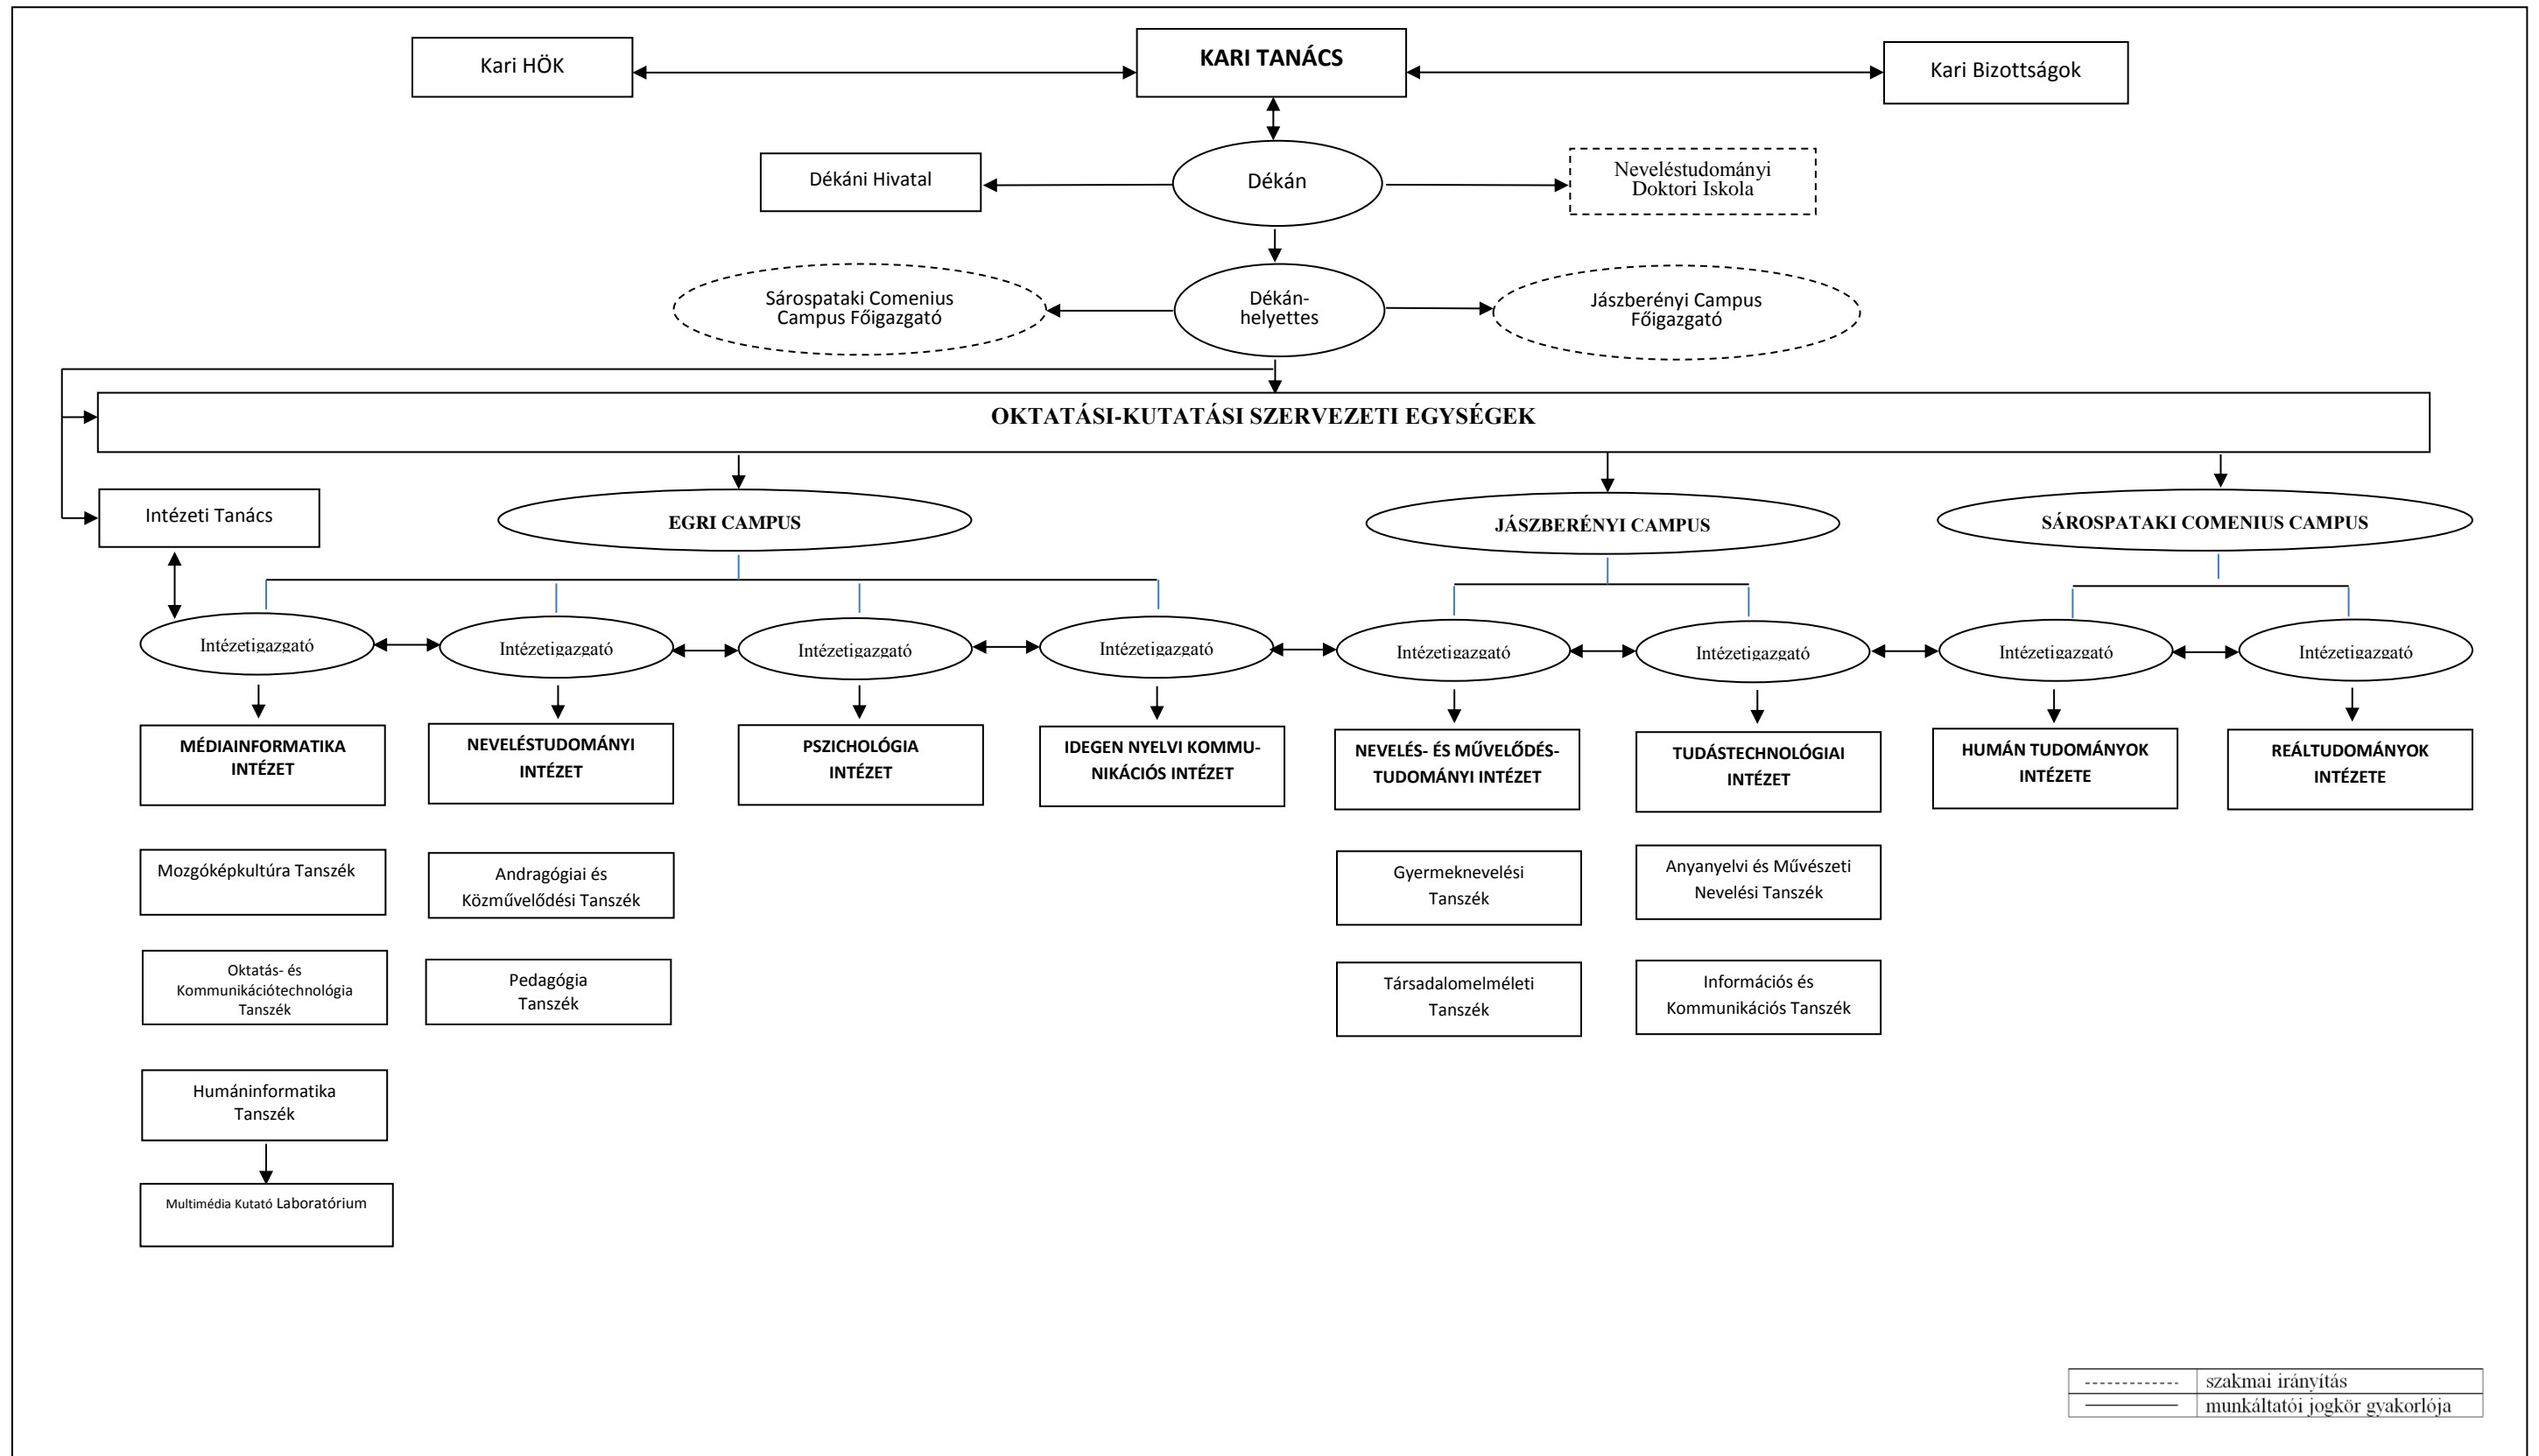 Kari HÖK
KARI TANÁCS
Kari Bizottságok
Dékáni Hivatal
Dékán
Neveléstudományi
Doktori Iskola
Sárospataki Comenius
Campus Főigazgató
Dékán-
helyettes
Jászberényi Campus
Főigazgató
OKTATÁSI-KUTATÁSI SZERVEZETI EGYSÉGEK
Intézeti Tanács
EGRI CAMPUS
JÁSZBERÉNYI CAMPUS
SÁROSPATAKI COMENIUS CAMPUS
Intézetigazgató
Intézetigazgató
Intézetigazgató
Intézetigazgató
Intézetigazgató
Intézetigazgató
Intézetigazgató
Intézetigazgató
MÉDIAINFORMATIKA
INTÉZET
NEVELÉSTUDOMÁNYI
INTÉZET
PSZICHOLÓGIA
INTÉZET
IDEGEN NYELVI KOMMU-
NIKÁCIÓS INTÉZET
NEVELÉS- ÉS MŰVELŐDÉS-
TUDOMÁNYI INTÉZET
TUDÁSTECHNOLÓGIAI
INTÉZET
HUMÁN TUDOMÁNYOK
INTÉZETE
REÁLTUDOMÁNYOK
INTÉZETE
Mozgóképkultúra Tanszék
Andragógiai és
Közművelődési Tanszék
Gyermeknevelési
Tanszék
Anyanyelvi és Művészeti
Nevelési Tanszék
Oktatás- és
Kommunikációtechnológia
Tanszék
Pedagógia
Tanszék
Társadalomelméleti
Tanszék
Információs és
Kommunikációs Tanszék
Humáninformatika
Tanszék
Multimédia Kutató Laboratórium
szakmai irányítás
munkáltatói jogkör gyakorlója